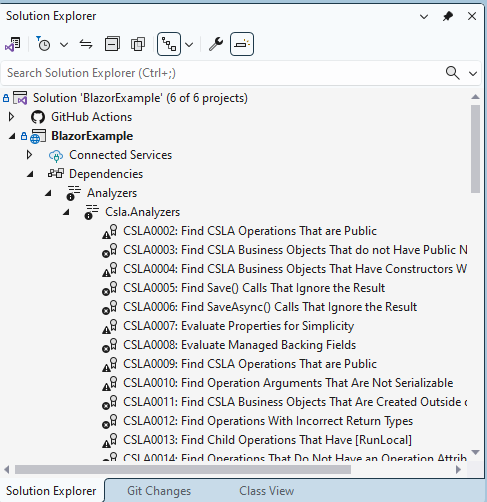 Solution Explorer
Search Solution Explorer (Ctrl+;)
Solution 'BlazorExample' (6 of 6 projects)
GitHub Actions
BlazorExample
Connected Services
Dependencies
Analyzers
Csla.Analyzers
CSLA0002: Find CSLA Operations That are Public
CSLA0003: Find CSLA Business Objects That do not Have Public N
CSLA0004: Find CSLA Business Objects That Have Constructors W
CSLA0005: Find Save() Calls That Ignore the Result
CSLA0006: Find SaveAsync() Calls That Ignore the Result
CSLA0007: Evaluate Properties for Simplicity
CSLA0008: Evaluate Managed Backing Fields
CSLA0009: Find CSLA Operations That are Public
CSLA0010: Find Operation Arguments That Are Not Serializable
CSLA0011: Find CSLA Business Objects That Are Created Outside
CSLA0012: Find Operations With Incorrect Return Types
CSLA0013: Find Child Operations That Have [RunLocal]
CSLA0014: Find Operations That Do Not Have an Operation Attrib
Solution Explorer
Git Changes
Class View